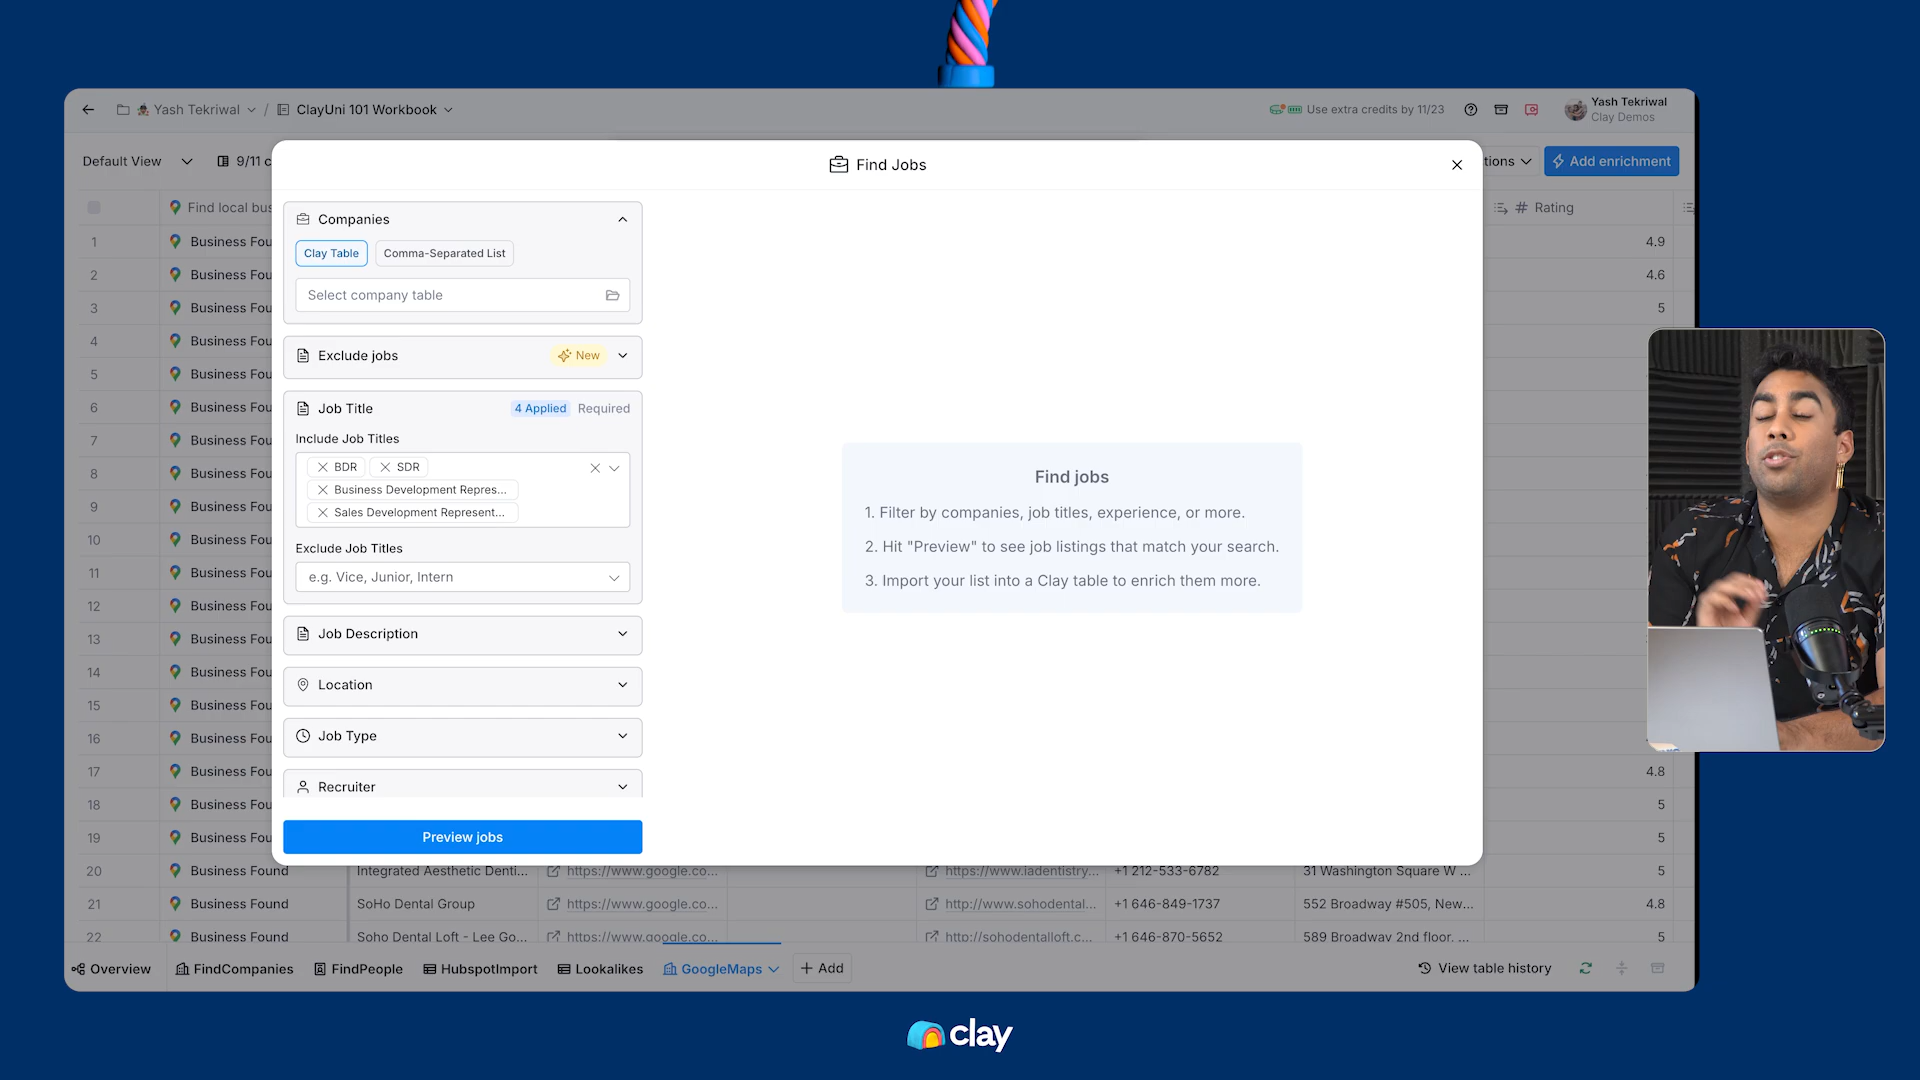 Yash Tekriwal / ClayUni 101 Workbook
Use extra credits by 11/23
Yash Tekriwal
Clay Demos
Default View
9/11 c
Find Jobs
tions
Add enrichment
Find local bus
# Rating
Companies
Clay Table
Comma-Separated List
Select company table
Exclude jobs
New
Job Title
4 Applied
Required
Include Job Titles
BDR
SDR
Business Development Repres...
Sales Development Represent...
Exclude Job Titles
e.g. Vice, Junior, Intern
Job Description
Location
Job Type
Recruiter
Preview jobs
Find jobs
1. Filter by companies, job titles, experience, or more.
2. Hit "Preview" to see job listings that match your search.
3. Import your list into a Clay table to enrich them more.
1 Business Fou 4.9
2 Business Fou 4.6
3 Business Fou 5
4 Business Fou
5 Business Fou
6 Business Fou
7 Business Fou
8 Business Fou
9 Business Fou
10 Business Fou
11 Business Fou
12 Business Fou
13 Business Fou
14 Business Fou
15 Business Fou
16 Business Fou
17 Business Fou 4.8
18 Business Fou 5
19 Business Fou 5
20 Business Found Integrated Aesthetic Denti... https://www.google.co... https://www.iadentistry... +1 212-533-6782 31 Washington Square W ... 5
21 Business Found SoHo Dental Group https://www.google.co... http://www.sohodental... +1 646-849-1737 552 Broadway #505, New... 4.8
22 Business Found Soho Dental Loft - Lee Go... https://www.google.co... http://sohodentalloft.c... +1 646-870-5652 589 Broadway 2nd floor, ... 5
Overview
FindCompanies
FindPeople
HubspotImport
Lookalikes
GoogleMaps
+ Add
View table history
clay